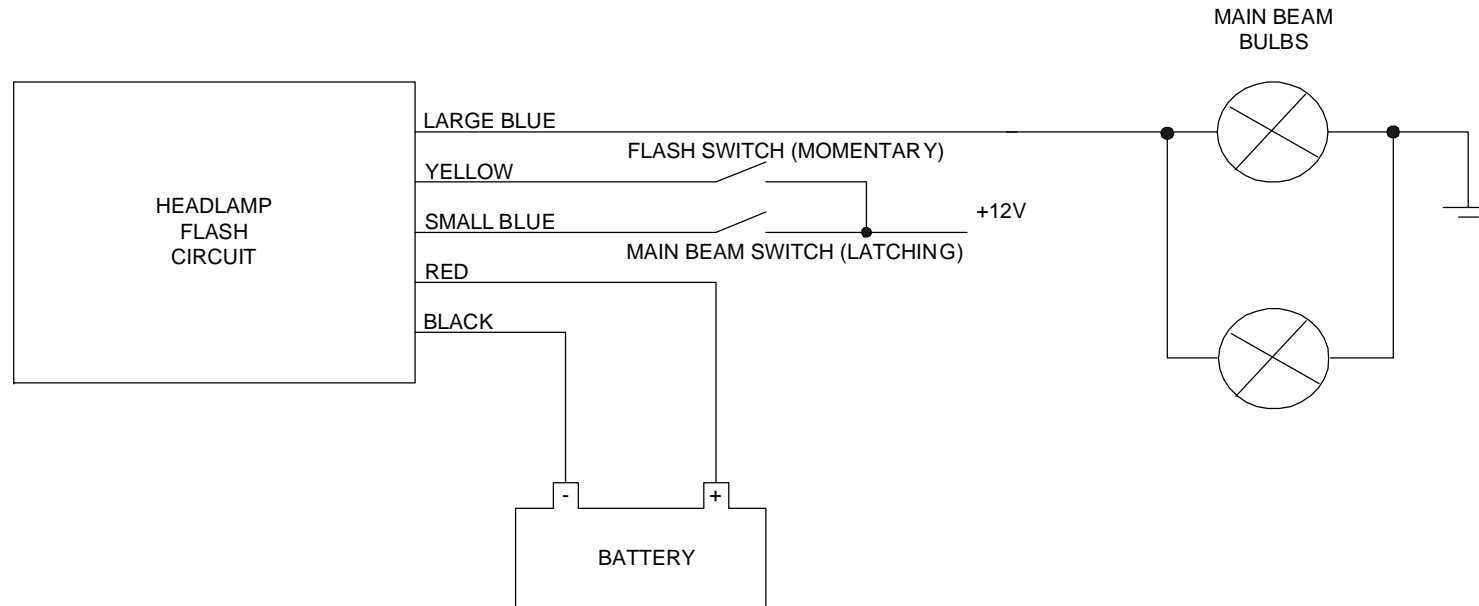 MAIN BEAM
BULBS
LARGE BLUE
FLASH SWITCH (MOMENTARY)
YELLOW
HEADLAMP
FLASH
CIRCUIT
SMALL BLUE
+12V
MAIN BEAM SWITCH (LATCHING)
RED
BLACK
- +
BATTERY